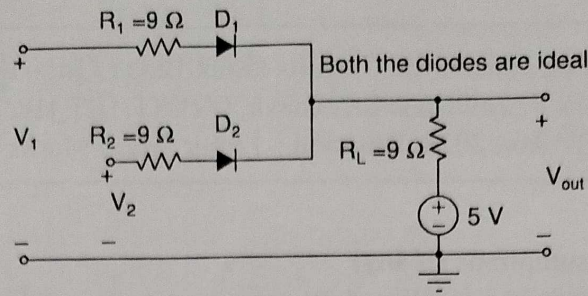 R1 =9 Ω D1
Both the diodes are ideal
+ +
V1 R2 =9 Ω D2 RL =9 Ω
+ + Vout
V2 − 5 V
− − −